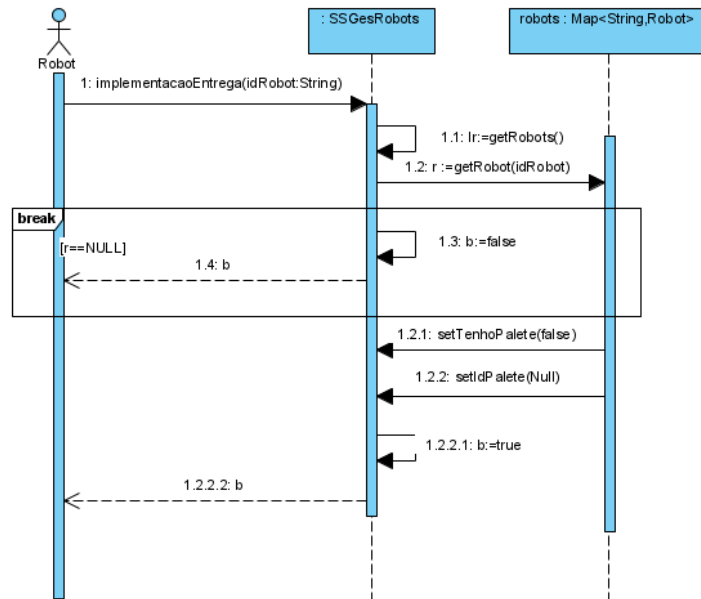 : SSGesRobots
robots : Map<String,Robot>
Robot
1: implementacaoEntrega(idRobot:String)
1.1: lr:=getRobots()
1.2: r :=getRobot(idRobot)
break
[r==NULL]
1.3: b:=false
1.4: b
1.2.1: setTenhoPalete(false)
1.2.2: setIdPalete(Null)
1.2.2.1: b:=true
1.2.2.2: b